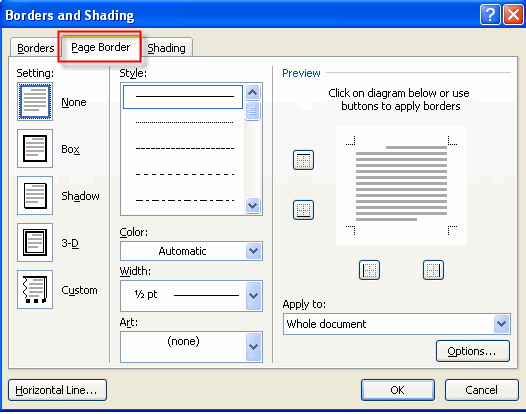 Borders and Shading
Borders
Page Border
Shading
Setting:
None
Box
Shadow
3-D
Custom
Style:
Color:
Automatic
Width:
½ pt
Art:
(none)
Preview
Click on diagram below or use
buttons to apply borders
Apply to:
Whole document
Options...
Horizontal Line...
OK
Cancel